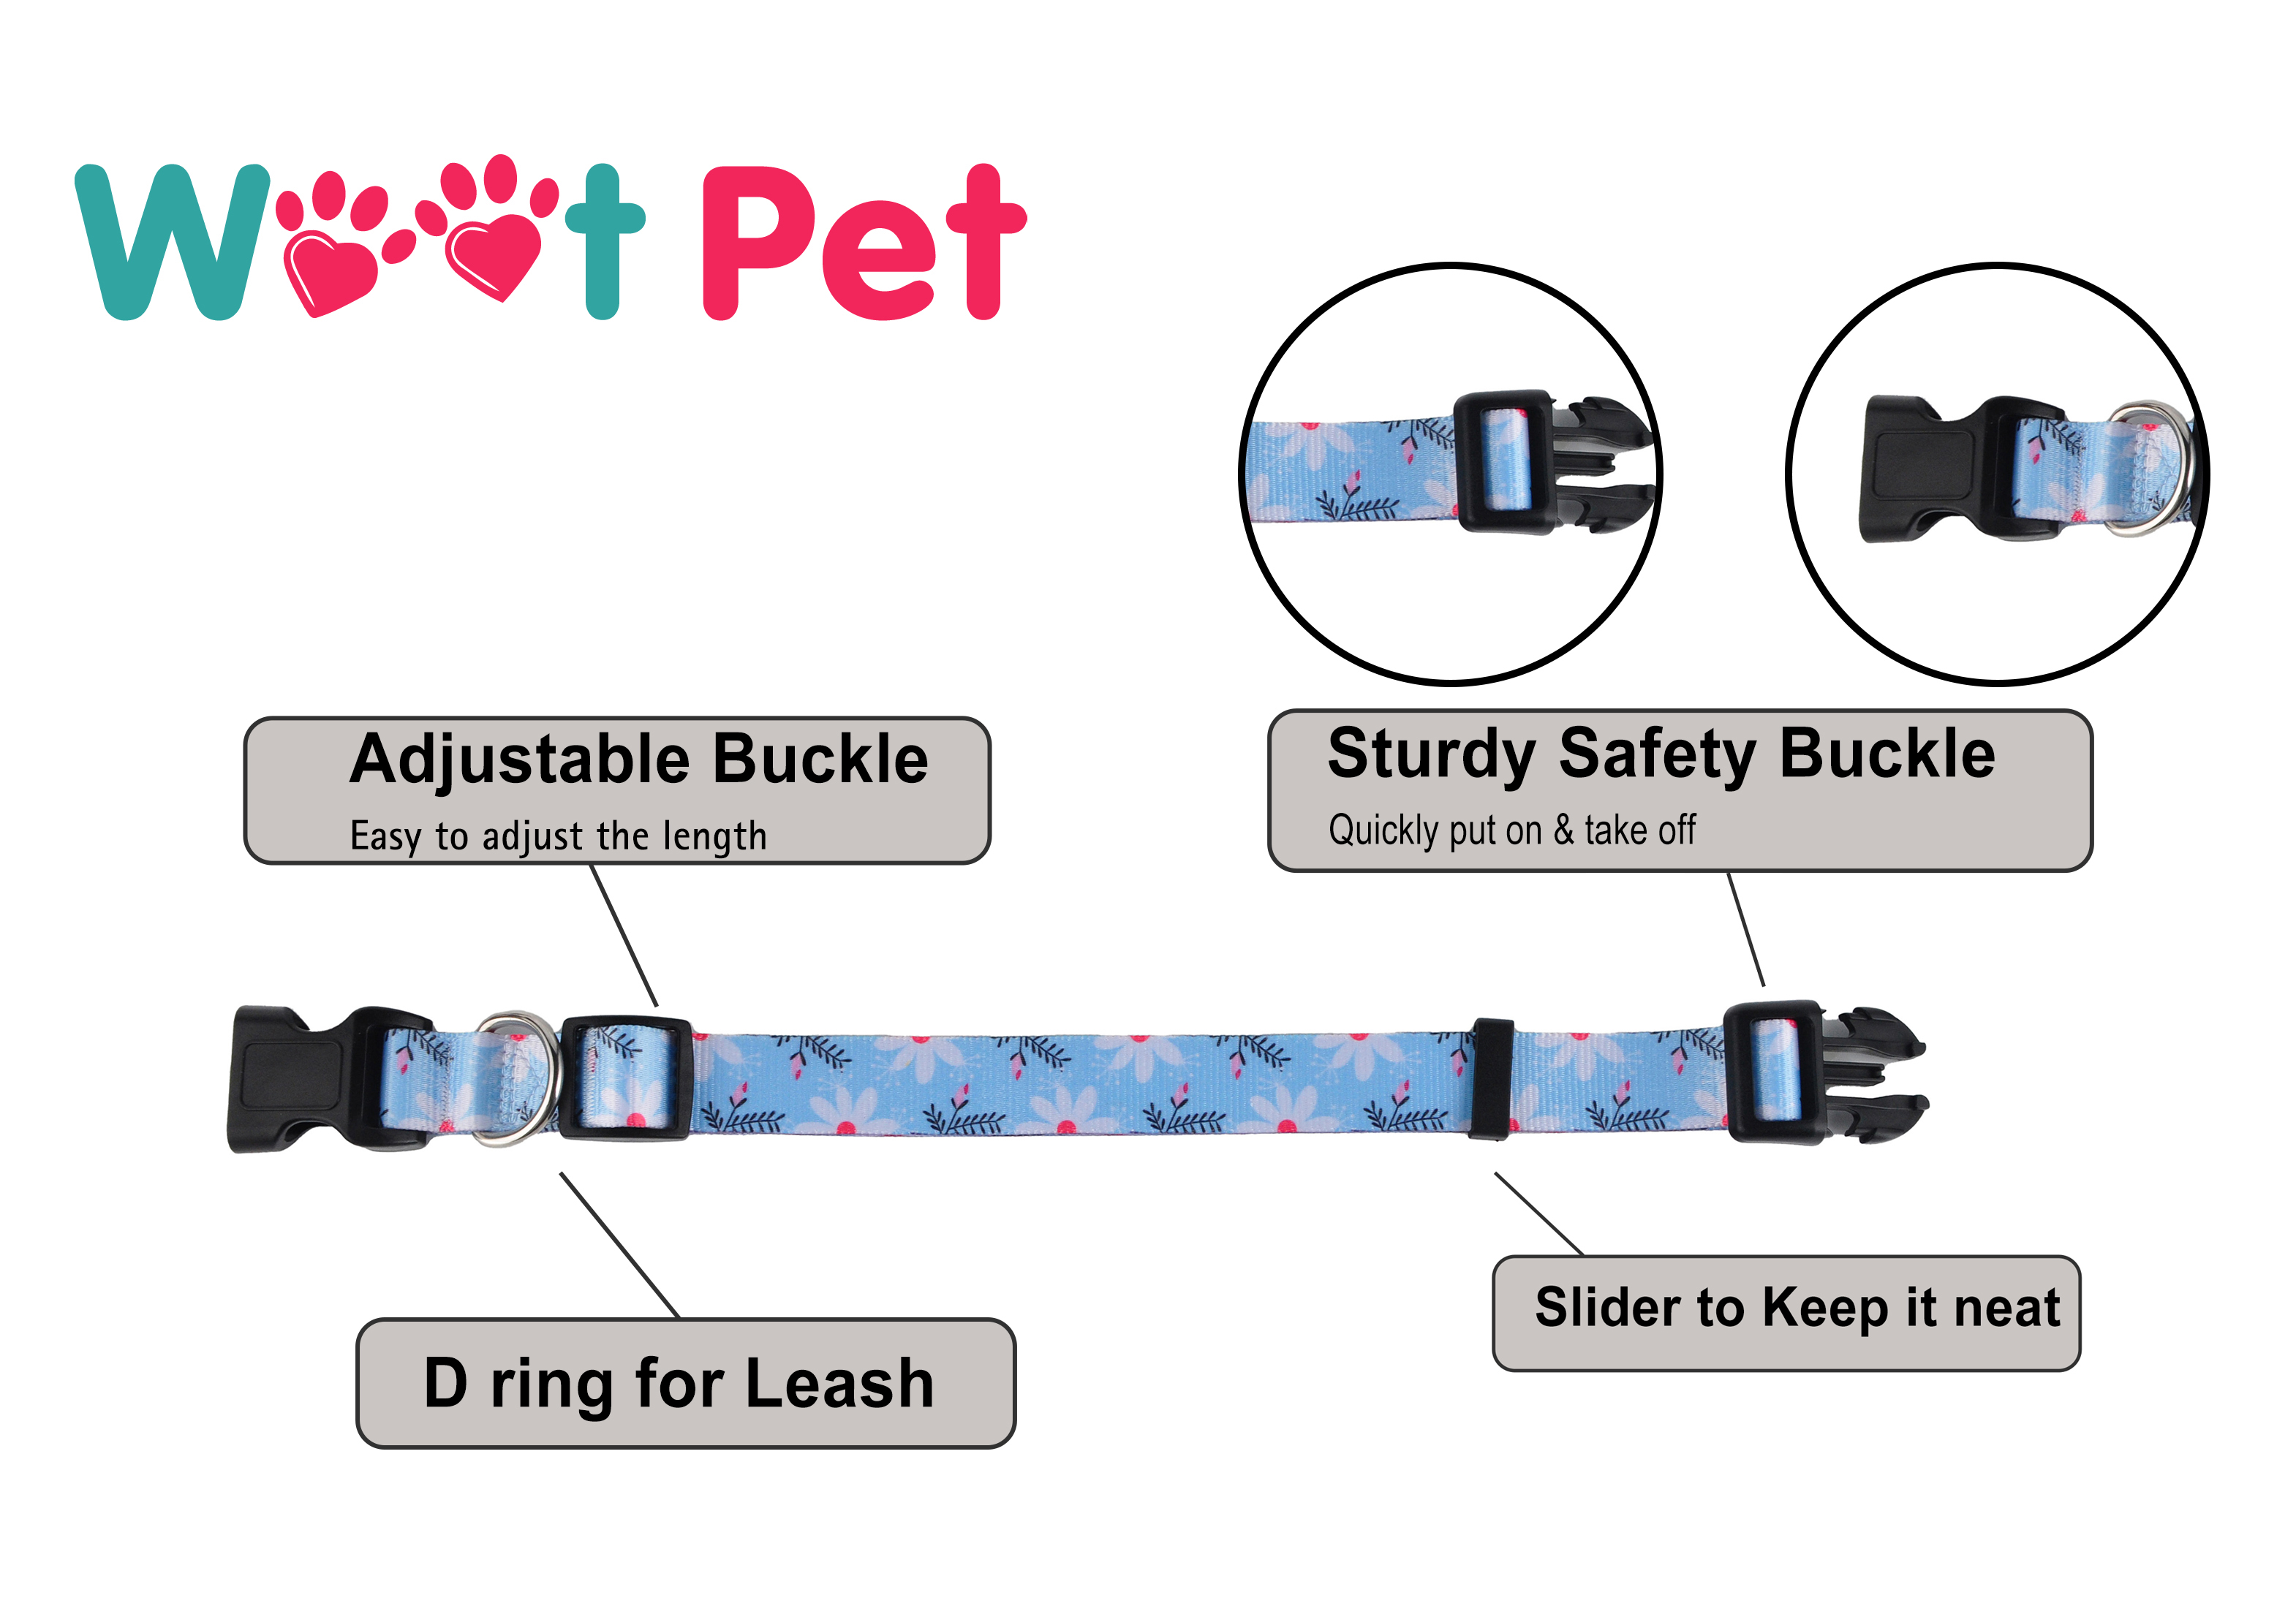 Woot Pet
Adjustable Buckle
Easy to adjust the length
Sturdy Safety Buckle
Quickly put on & take off
D ring for Leash
Slider to Keep it neat